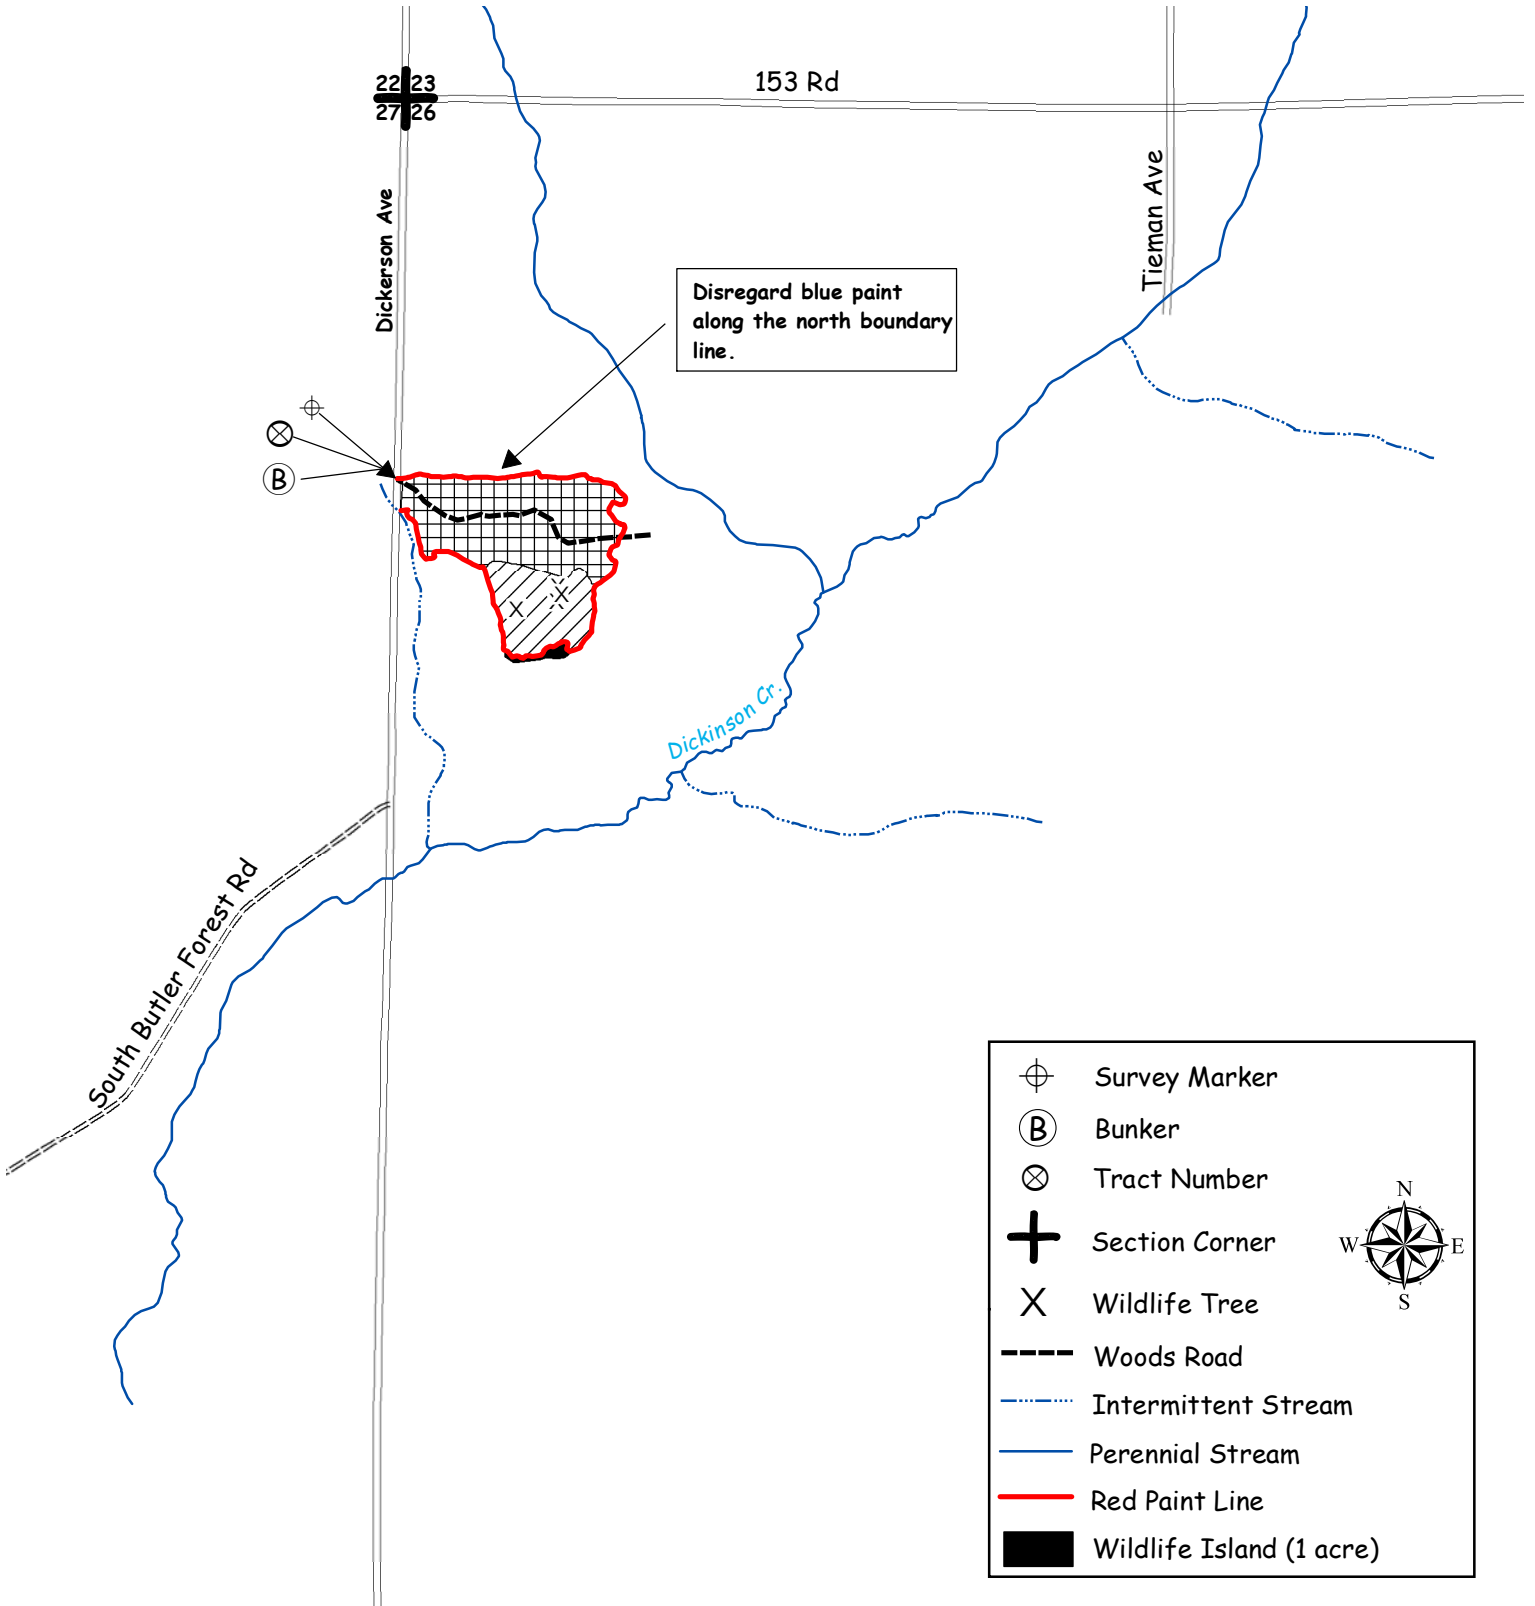 153 Rd
22 23
27 26
Dickerson Ave
Tieman Ave
Disregard blue paint
along the north boundary
line.
B
X
X
Dickinson Cr.
South Butler Forest Rd
Survey Marker
B Bunker
Tract Number
Section Corner
X Wildlife Tree
Woods Road
Intermittent Stream
Perennial Stream
Red Paint Line
Wildlife Island (1 acre)
N
W E
S